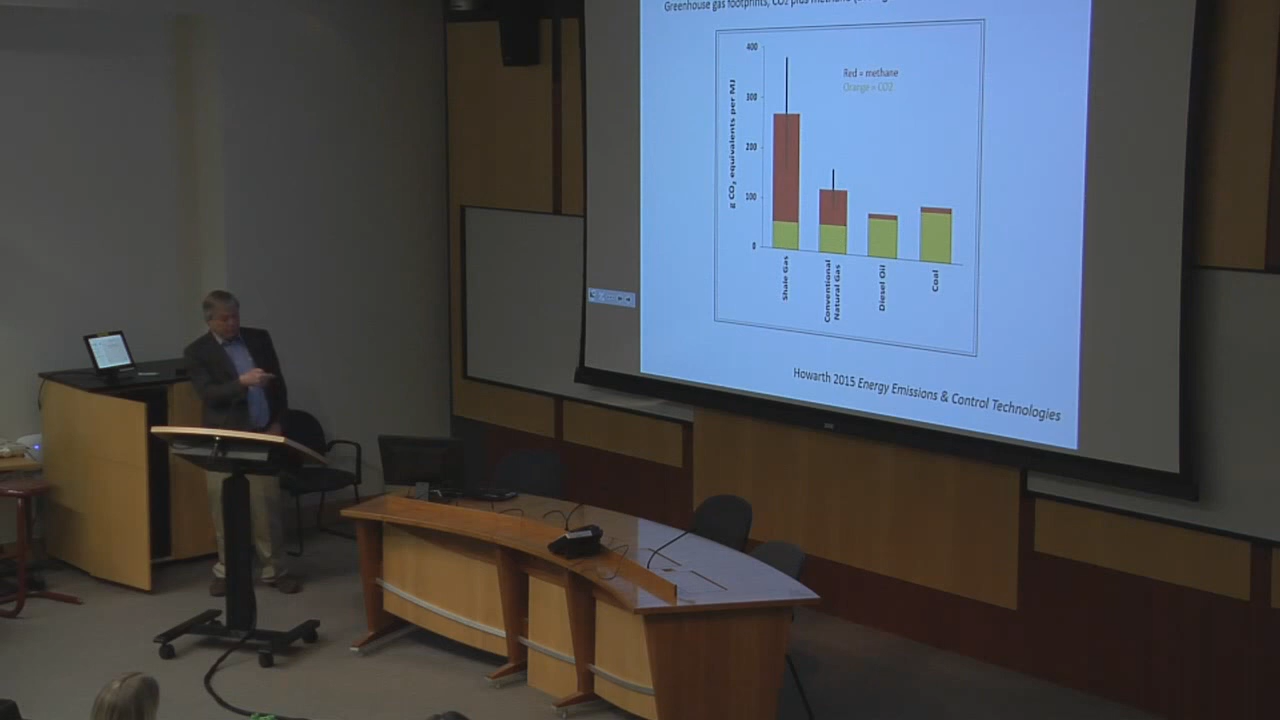 Greenhouse gas footprints, CO₂ plus methane
400
300
200
100
0
g CO₂ equivalents per MJ
Red = methane
Orange = CO2
Shale Gas
Conventional
Natural Gas
Diesel Oil
Coal
Howarth 2015 Energy Emissions & Control Technologies